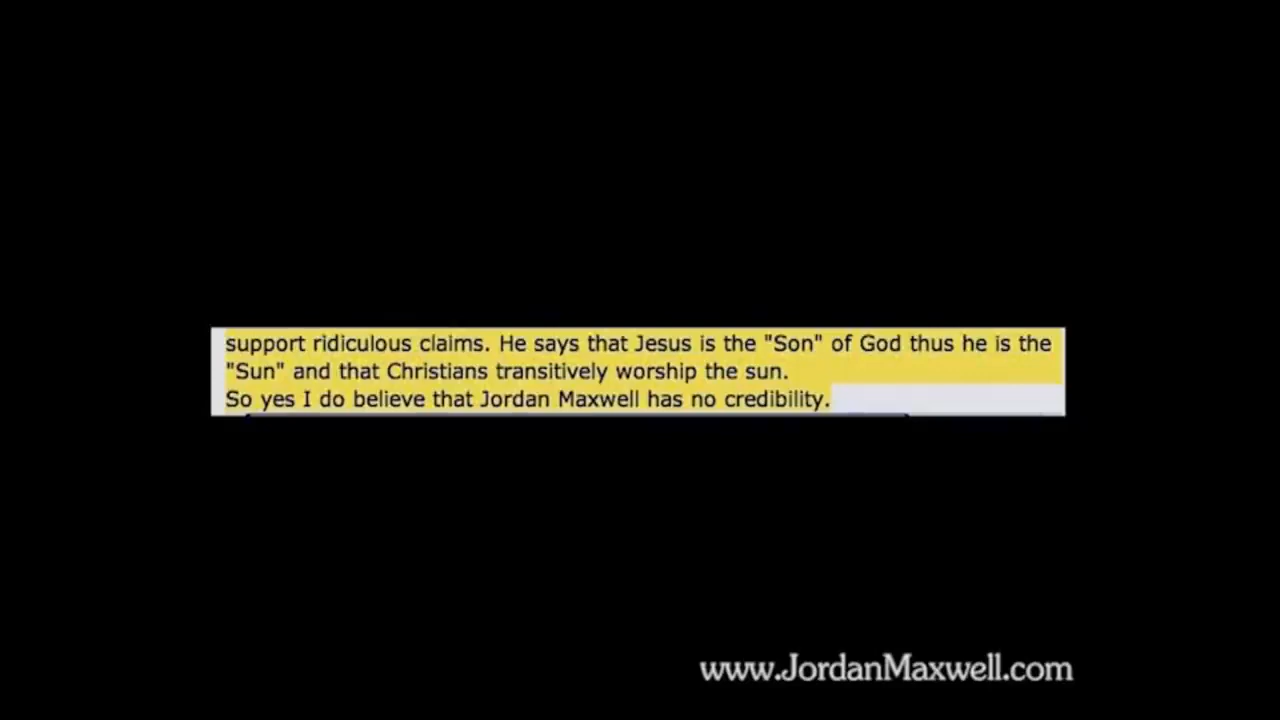 support ridiculous claims. He says that Jesus is the "Son" of God thus he is the
"Sun" and that Christians transitively worship the sun.
So yes I do believe that Jordan Maxwell has no credibility.
www.JordanMaxwell.com